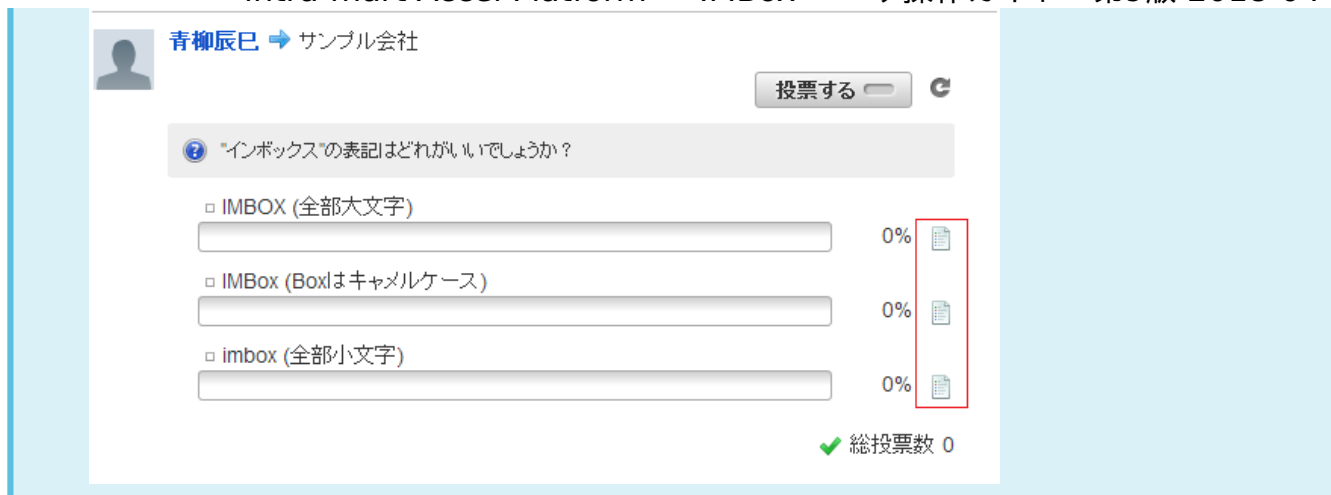 青柳辰巳 サンプル会社
投票する
"インボックス"の表記はどれがいいでしょうか？
IMBOX (全部大文字)
0%
IMBox (Boxはキャメルケース)
0%
imbox (全部小文字)
0%
総投票数 0